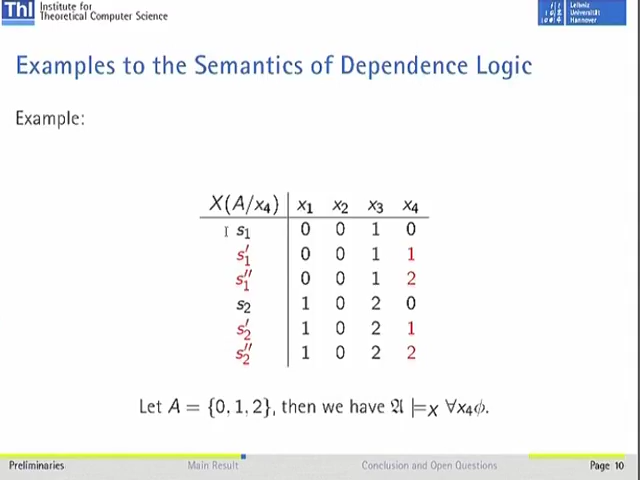 ThI Institute for
Theoretical Computer Science
Leibniz
Universität
Hannover
Examples to the Semantics of Dependence Logic
Example:
X(A/x₄) x₁ x₂ x₃ x₄
s₁ 0 0 1 0
s₁′ 0 0 1 1
s₁″ 0 0 1 2
s₂ 1 0 2 0
s₂′ 1 0 2 1
s₂″ 1 0 2 2
Let A = {0, 1, 2}, then we have 𝔄 ⊨X ∀x₄ϕ.
Preliminaries Main Result Conclusion and Open Questions Page 10